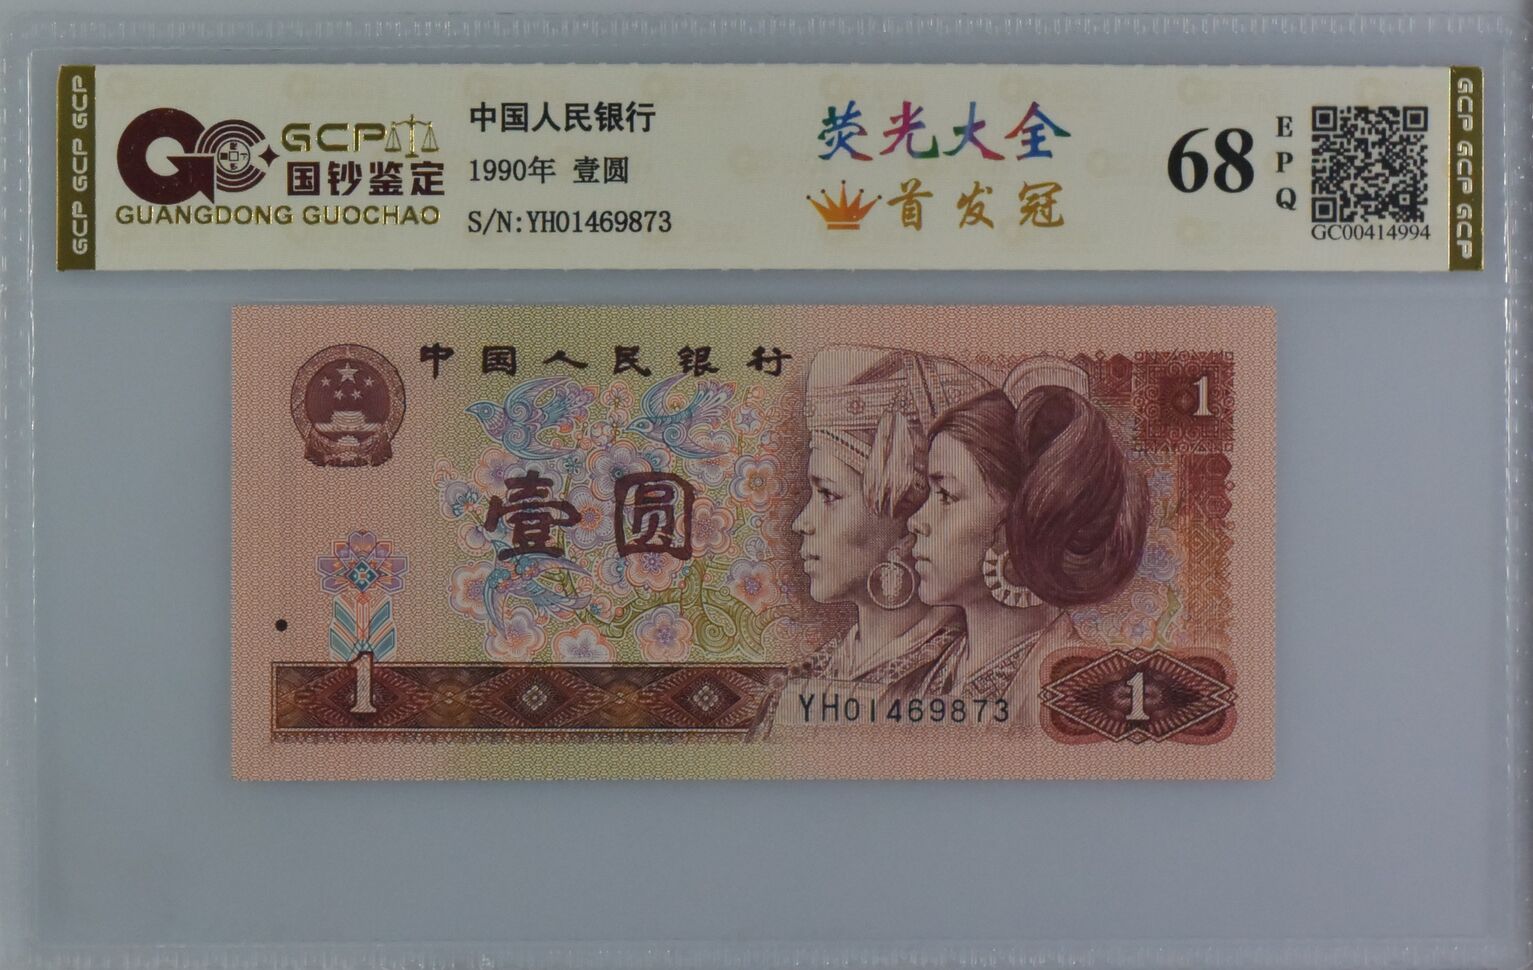 GCP GCP GCP
GCP
国钞鉴定
GUANGDONG GUOCHAO
中国人民银行
1990年 壹圆
S/N:YH01469873
荧光大全
首发冠
68
EPQ
GC00414994
GCP GCP GCP
中国人民银行
1
壹圆
1
YH01469873
1